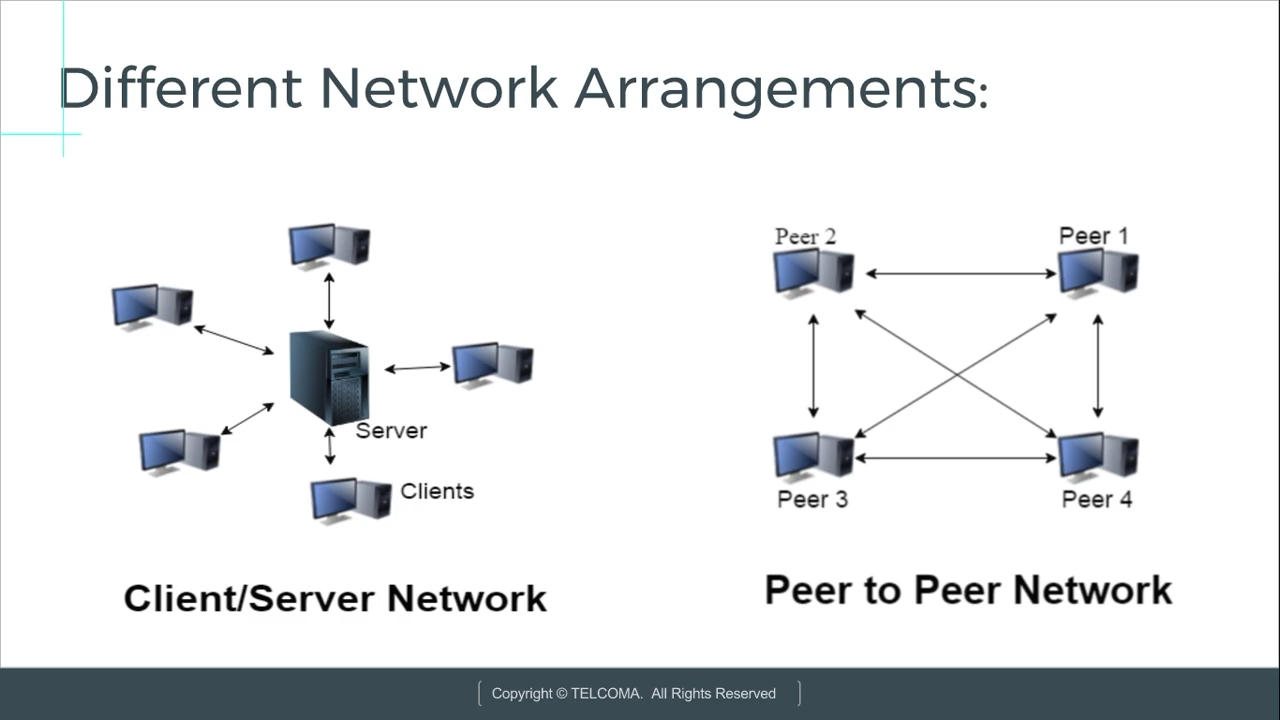 Different Network Arrangements:
Server
Clients
Client/Server Network
Peer 2
Peer 1
Peer 3
Peer 4
Peer to Peer Network
Copyright © TELCOMA. All Rights Reserved